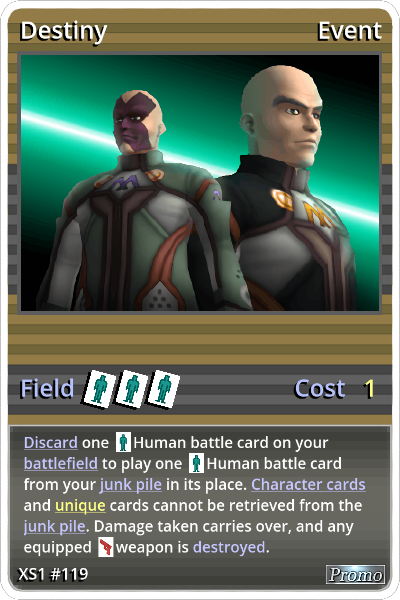 Destiny Event
Field Cost 1
Discard one Human battle card on your
battlefield to play one Human battle card
from your junk pile in its place. Character cards
and unique cards cannot be retrieved from the
junk pile. Damage taken carries over, and any
equipped weapon is destroyed.
XS1 #119 Promo